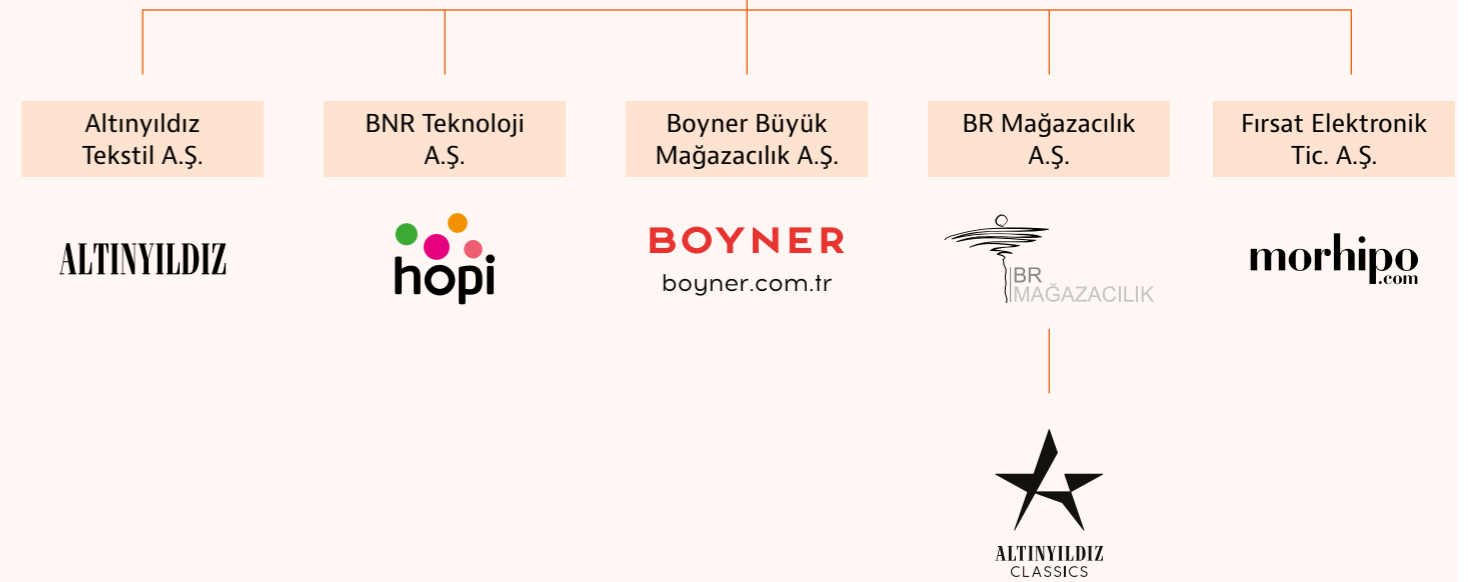 Altınyıldız
Tekstil A.Ş.
BNR Teknoloji
A.Ş.
Boyner Büyük
Mağazacılık A.Ş.
BR Mağazacılık
A.Ş.
Fırsat Elektronik
Tic. A.Ş.
ALTINYILDIZ
hopi
BOYNER
boyner.com.tr
BR
MAĞAZACILIK
morhipo
.com
ALTINYILDIZ
CLASSICS